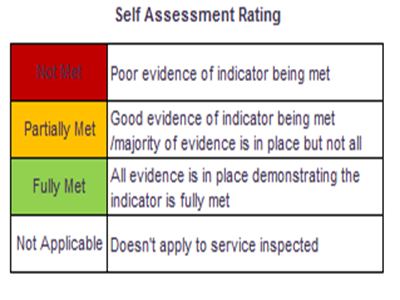 Self Assessment Rating
Not Met
Poor evidence of indicator being met
Partially Met
Good evidence of indicator being met
/majority of evidence is in place but not all
Fully Met
All evidence is in place demonstrating the
indicator is fully met
Not Applicable
Doesn't apply to service inspected